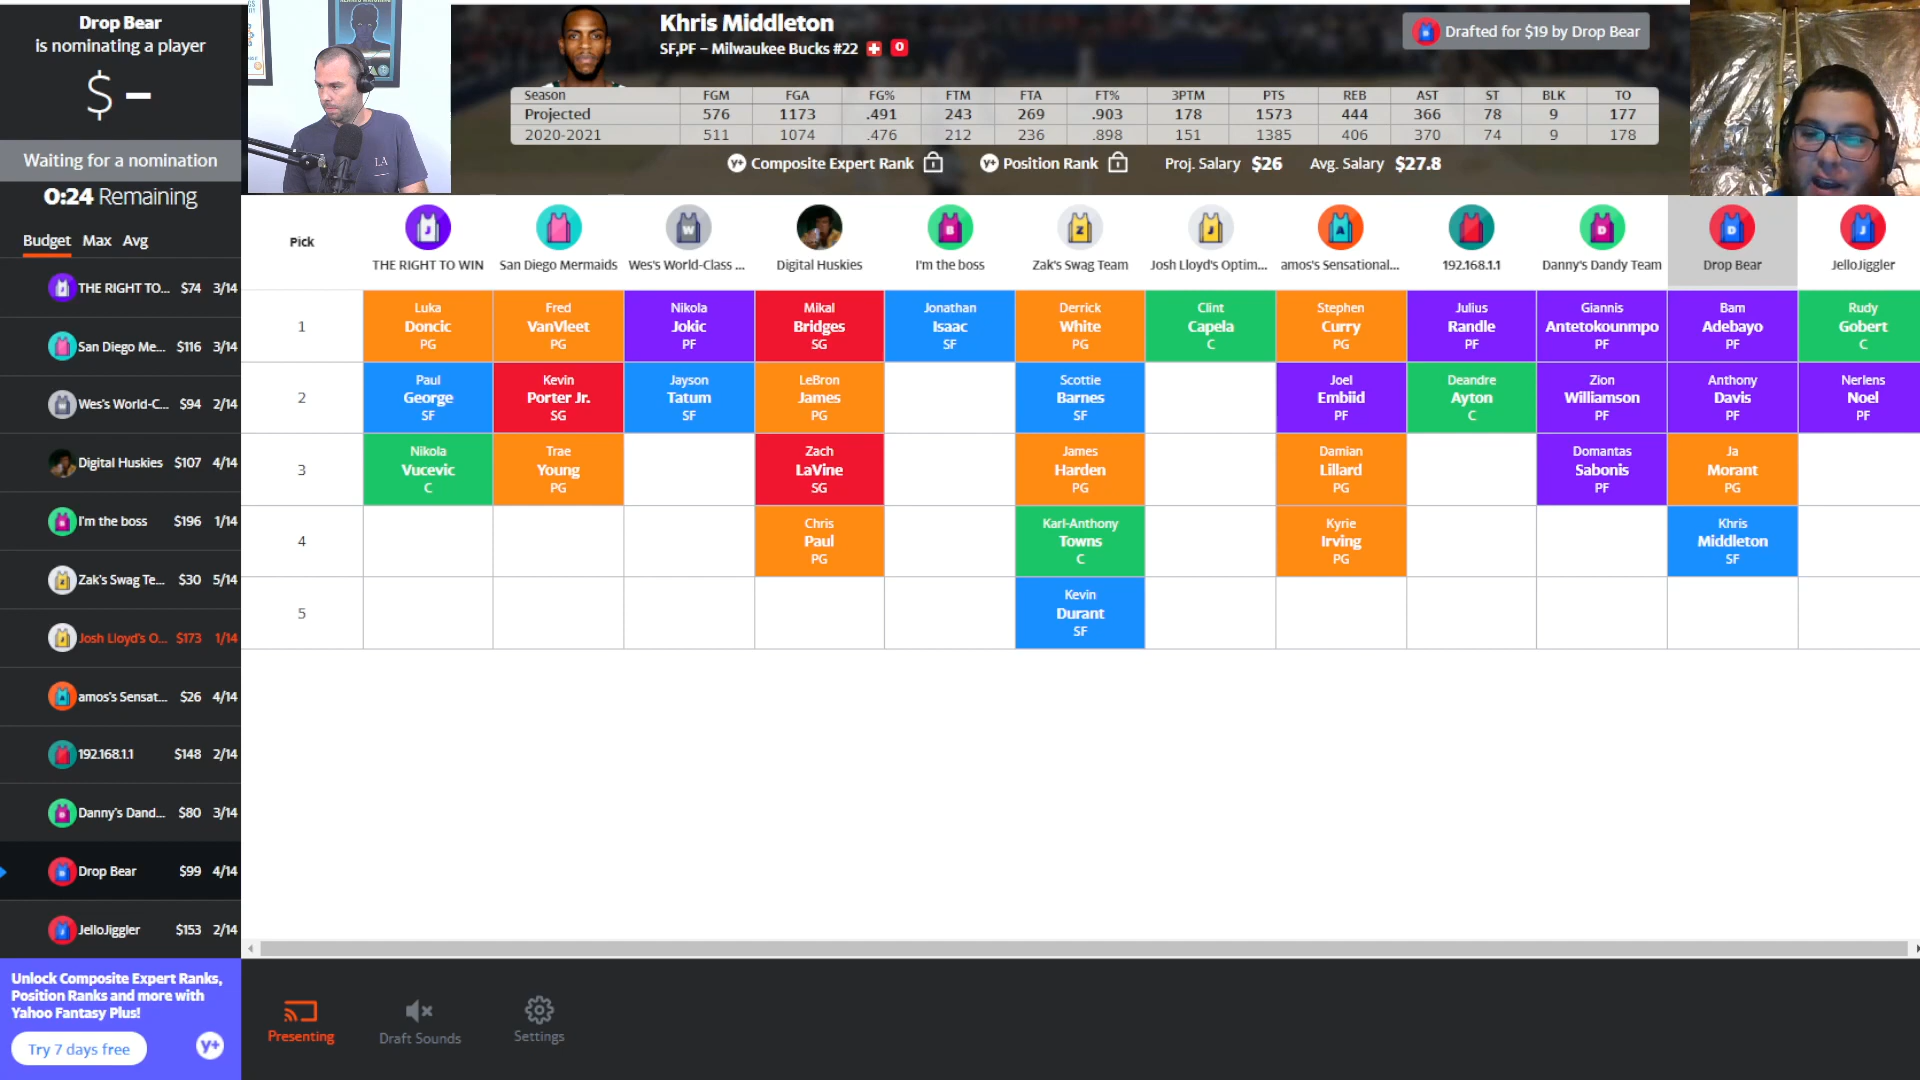 Drop Bear
is nominating a player
$ –
Waiting for a nomination
0:24 Remaining
Budget Max Avg
THE RIGHT TO... $74 3/14
San Diego Me... $116 3/14
Wes's World-C... $94 2/14
Digital Huskies $107 4/14
I'm the boss $196 1/14
Zak's Swag Te... $30 5/14
Josh Lloyd's O... $173 1/14
amos's Sensat... $26 4/14
192.168.1.1 $148 2/14
Danny's Dand... $80 3/14
Drop Bear $99 4/14
JelloJiggler $153 2/14
Unlock Composite Expert Ranks,
Position Ranks and more with
Yahoo Fantasy Plus!
Try 7 days free
y+
LA
Khris Middleton
SF,PF – Milwaukee Bucks #22 O
Drafted for $19 by Drop Bear
Season FGM FGA FG% FTM FTA FT% 3PTM PTS REB AST ST BLK TO
Projected 576 1173 .491 243 269 .903 178 1573 444 366 78 9 177
2020-2021 511 1074 .476 212 236 .898 151 1385 406 370 74 9 178
y+ Composite Expert Rank y+ Position Rank Proj. Salary $26 Avg. Salary $27.8
J W B Z J A D D J
Pick THE RIGHT TO WIN San Diego Mermaids Wes's World-Class ... Digital Huskies I'm the boss Zak's Swag Team Josh Lloyd's Optim... amos's Sensational... 192.168.1.1 Danny's Dandy Team Drop Bear JelloJiggler
Luka Fred Nikola Mikal Jonathan Derrick Clint Stephen Julius Giannis Bam Rudy
1 Doncic VanVleet Jokic Bridges Isaac White Capela Curry Randle Antetokounmpo Adebayo Gobert
PG PG PF SG SF PG C PG PF PF PF C
Paul Kevin Jayson LeBron Scottie Joel Deandre Zion Anthony Nerlens
2 George Porter Jr. Tatum James Barnes Embiid Ayton Williamson Davis Noel
SF SG SF PG SF PF C PF PF PF
Nikola Trae Zach James Damian Domantas Ja
3 Vucevic Young LaVine Harden Lillard Sabonis Morant
C PG SG PG PG PF PG
Chris Karl-Anthony Kyrie Khris
4 Paul Towns Irving Middleton
PG C PG SF
Kevin
5 Durant
SF
Presenting Draft Sounds Settings